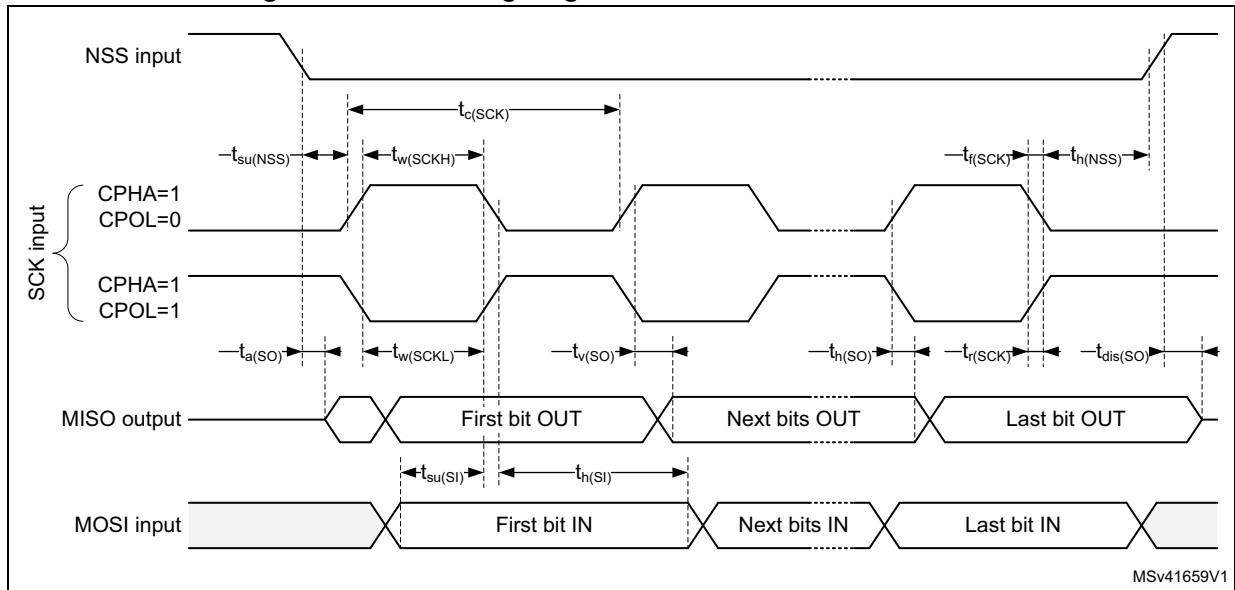 NSS input
tc(SCK)
tsu(NSS)
tw(SCKH)
tf(SCK)
th(NSS)
SCK input
CPHA=1
CPOL=0
CPHA=1
CPOL=1
ta(SO)
tw(SCKL)
tv(SO)
th(SO)
tr(SCK)
tdis(SO)
MISO output
First bit OUT
Next bits OUT
Last bit OUT
tsu(SI)
th(SI)
MOSI input
First bit IN
Next bits IN
Last bit IN
MSv41659V1